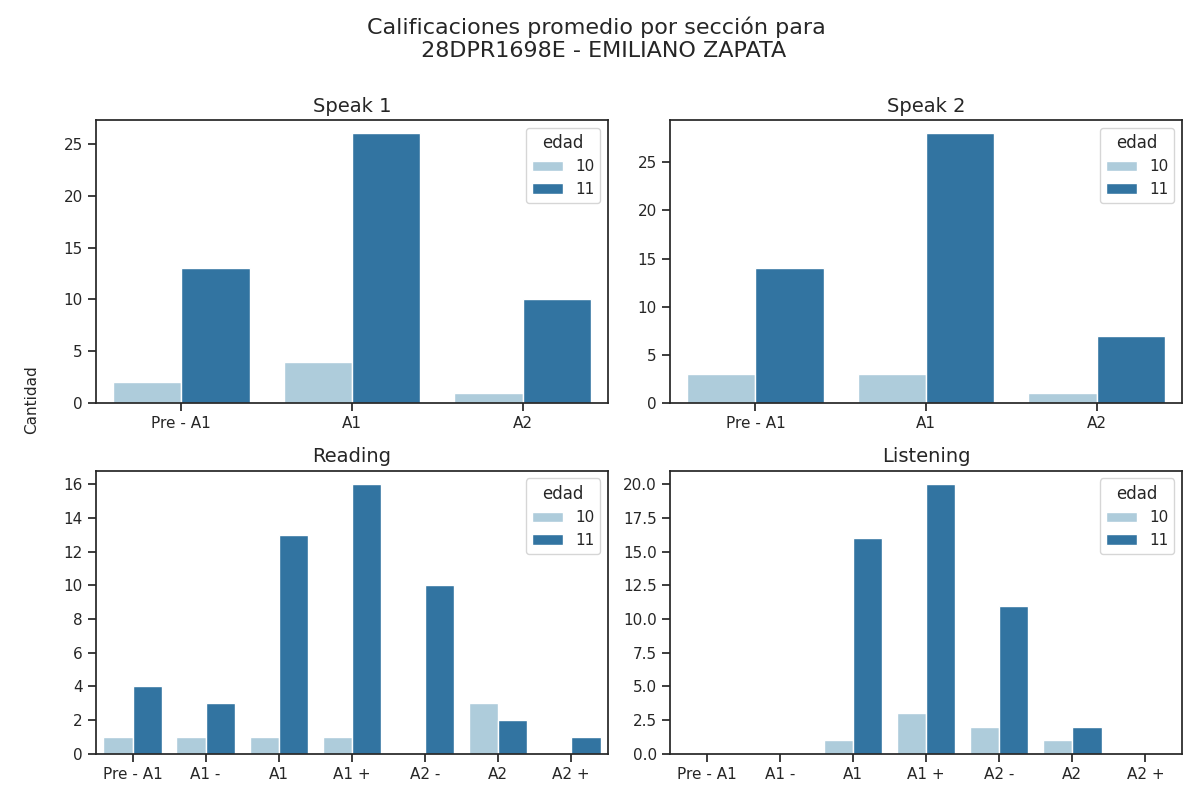 Calificaciones promedio por sección para
28DPR1698E - EMILIANO ZAPATA
Speak 1
25
20
15
10
5
0
edad
10
11
Pre - A1 A1 A2
Speak 2
25
20
15
10
5
0
edad
10
11
Pre - A1 A1 A2
Cantidad
Reading
16
14
12
10
8
6
4
2
0
edad
10
11
Pre - A1 A1 - A1 A1 + A2 - A2 A2 +
Listening
20.0
17.5
15.0
12.5
10.0
7.5
5.0
2.5
0.0
edad
10
11
Pre - A1 A1 - A1 A1 + A2 - A2 A2 +